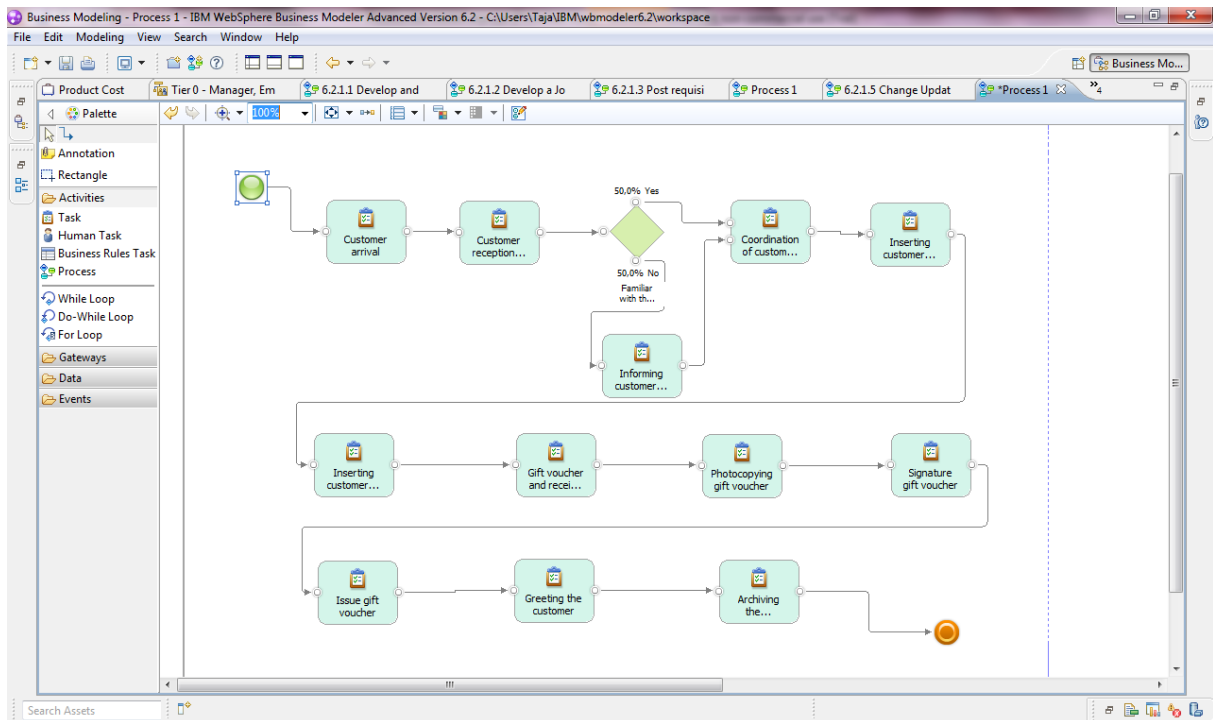 Business Modeling - Process 1 - IBM WebSphere Business Modeler Advanced Version 6.2 - C:\Users\Taja\IBM\wbmodeler6.2\workspace
File Edit Modeling View Search Window Help
Business Mo...
Product Cost
Tier 0 - Manager, Em
6.2.1.1 Develop and
6.2.1.2 Develop a Jo
6.2.1.3 Post requisi
Process 1
6.2.1.5 Change Updat
*Process 1
»4
Palette
100%
Annotation
Rectangle
Activities
Task
Human Task
Business Rules Task
Process
While Loop
Do-While Loop
For Loop
Gateways
Data
Events
Customer
arrival
Customer
reception...
50,0% Yes
50,0% No
Familiar
with th...
Coordination
of custom...
Inserting
customer...
Informing
customer...
Inserting
customer...
Gift voucher
and recei...
Photocopying
gift voucher
Signature
gift voucher
Issue gift
voucher
Greeting the
customer
Archiving
the...
Search Assets